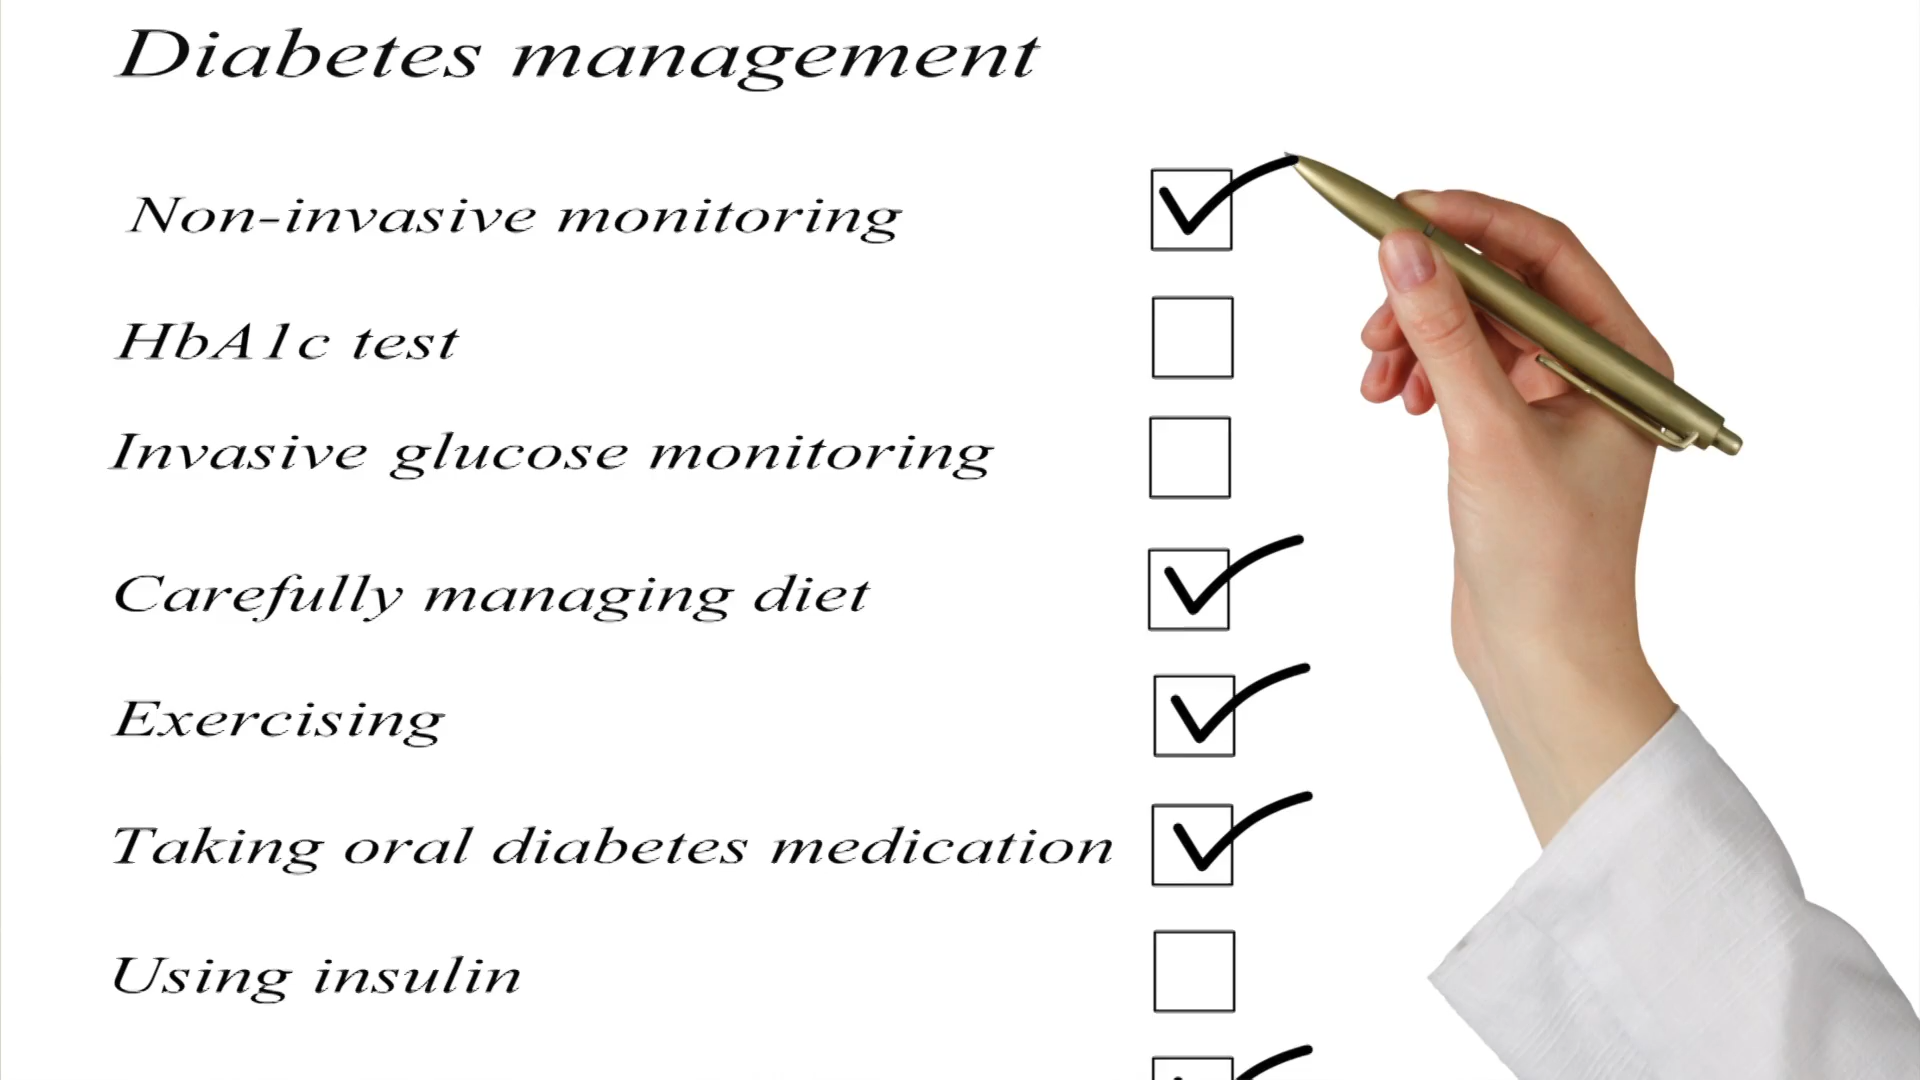 Diabetes management
Non-invasive monitoring
HbA1c test
Invasive glucose monitoring
Carefully managing diet
Exercising
Taking oral diabetes medication
Using insulin